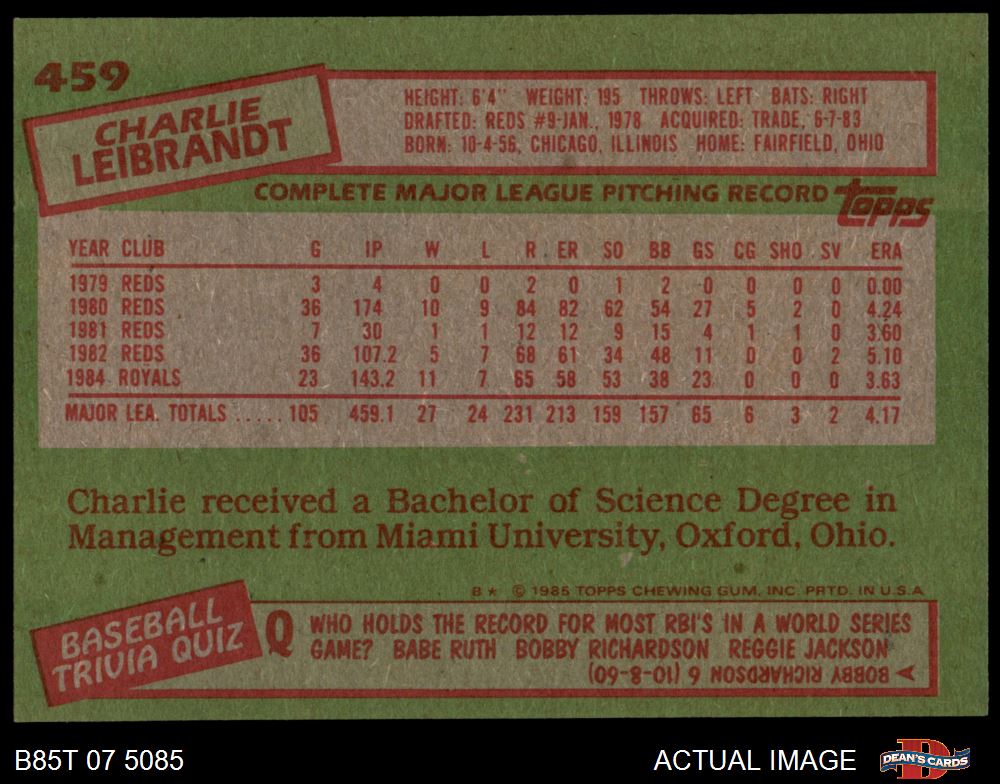 459
CHARLIE
LEIBRANDT
HEIGHT: 6'4" WEIGHT: 195 THROWS: LEFT BATS: RIGHT
DRAFTED: REDS #9-JAN., 1978 ACQUIRED: TRADE, 6-7-83
BORN: 10-4-56, CHICAGO, ILLINOIS HOME: FAIRFIELD, OHIO
COMPLETE MAJOR LEAGUE PITCHING RECORD topps
YEAR CLUB G IP W L R ER SO BB GS CG SHO SV ERA
1979 REDS 3 4 0 0 2 0 1 2 0 0 0 0 0.00
1980 REDS 36 174 10 9 84 82 62 54 27 5 2 0 4.24
1981 REDS 7 30 1 1 12 12 9 15 4 1 1 0 3.60
1982 REDS 36 107.2 5 7 68 61 34 48 11 0 0 2 5.10
1984 ROYALS 23 143.2 11 7 65 58 53 38 23 0 0 0 3.63
MAJOR LEA. TOTALS ..... 105 459.1 27 24 231 213 159 157 65 6 3 2 4.17
Charlie received a Bachelor of Science Degree in
Management from Miami University, Oxford, Ohio.
B* © 1985 TOPPS CHEWING GUM, INC. PRTD. IN U.S.A.
BASEBALL
TRIVIA QUIZ
Q WHO HOLDS THE RECORD FOR MOST RBI'S IN A WORLD SERIES
GAME? BABE RUTH BOBBY RICHARDSON REGGIE JACKSON
BOBBY RICHARDSON 6 (10-8-60)
B85T 07 5085
ACTUAL IMAGE
DEAN'S CARDS